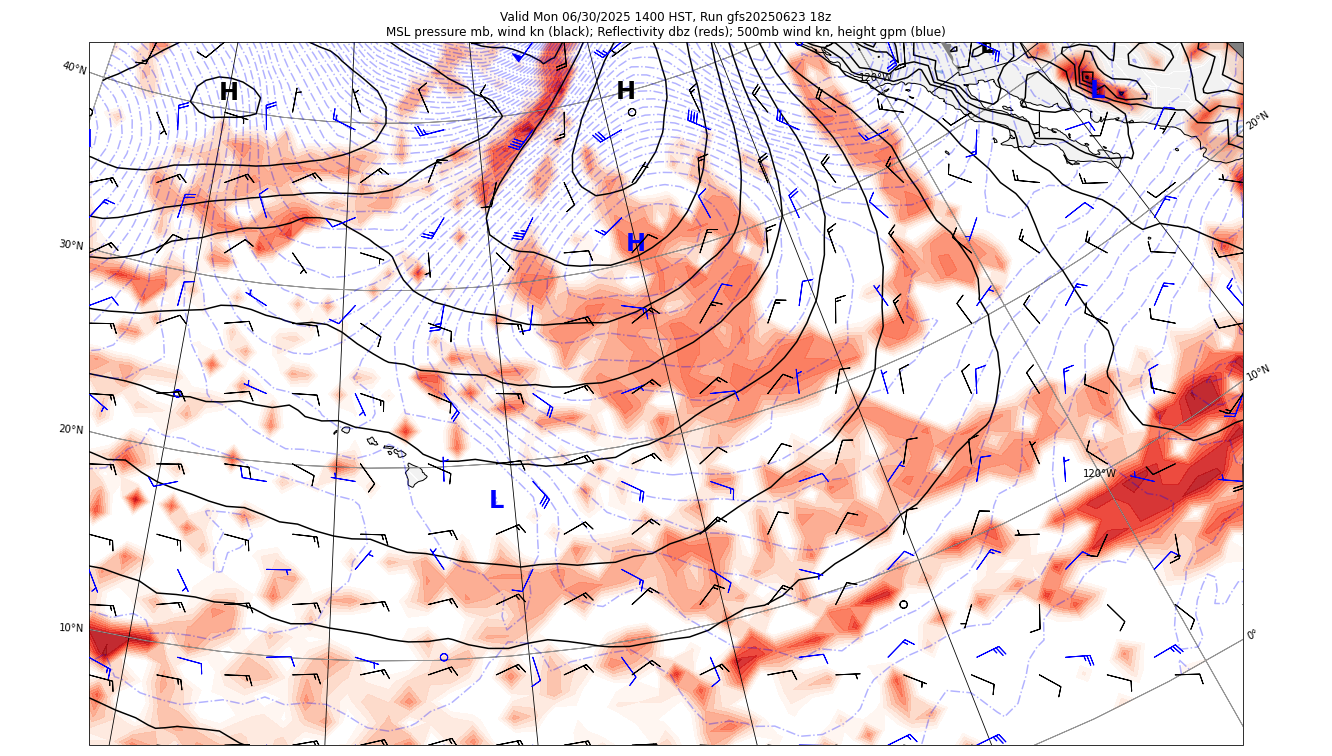 Valid Mon 06/30/2025 1400 HST, Run gfs20250623 18z
MSL pressure mb, wind kn (black); Reflectivity dbz (reds); 500mb wind kn, height gpm (blue)
40°N
H
H
L
120°W
L
20°N
30°N
H
10°N
20°N
L
120°W
10°N
0°